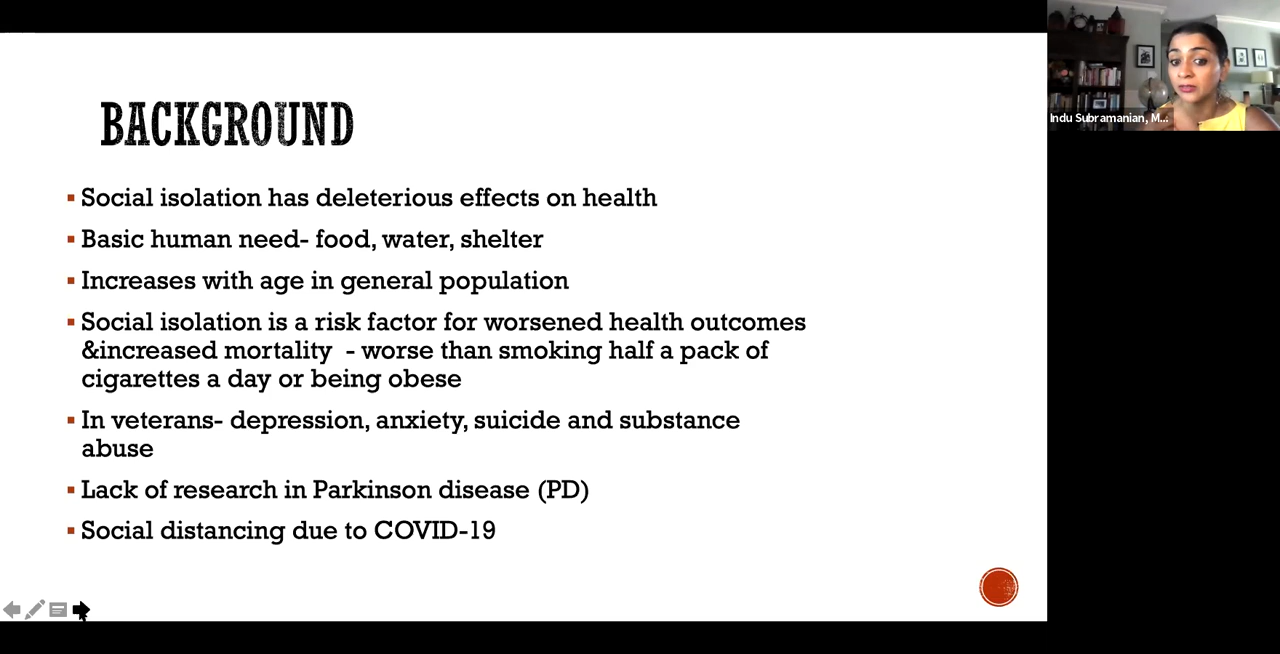 BACKGROUND
Social isolation has deleterious effects on health
Basic human need- food, water, shelter
Increases with age in general population
Social isolation is a risk factor for worsened health outcomes
&increased mortality  - worse than smoking half a pack of
cigarettes a day or being obese
In veterans- depression, anxiety, suicide and substance
abuse
Lack of research in Parkinson disease (PD)
Social distancing due to COVID-19
Indu Subramanian, M...